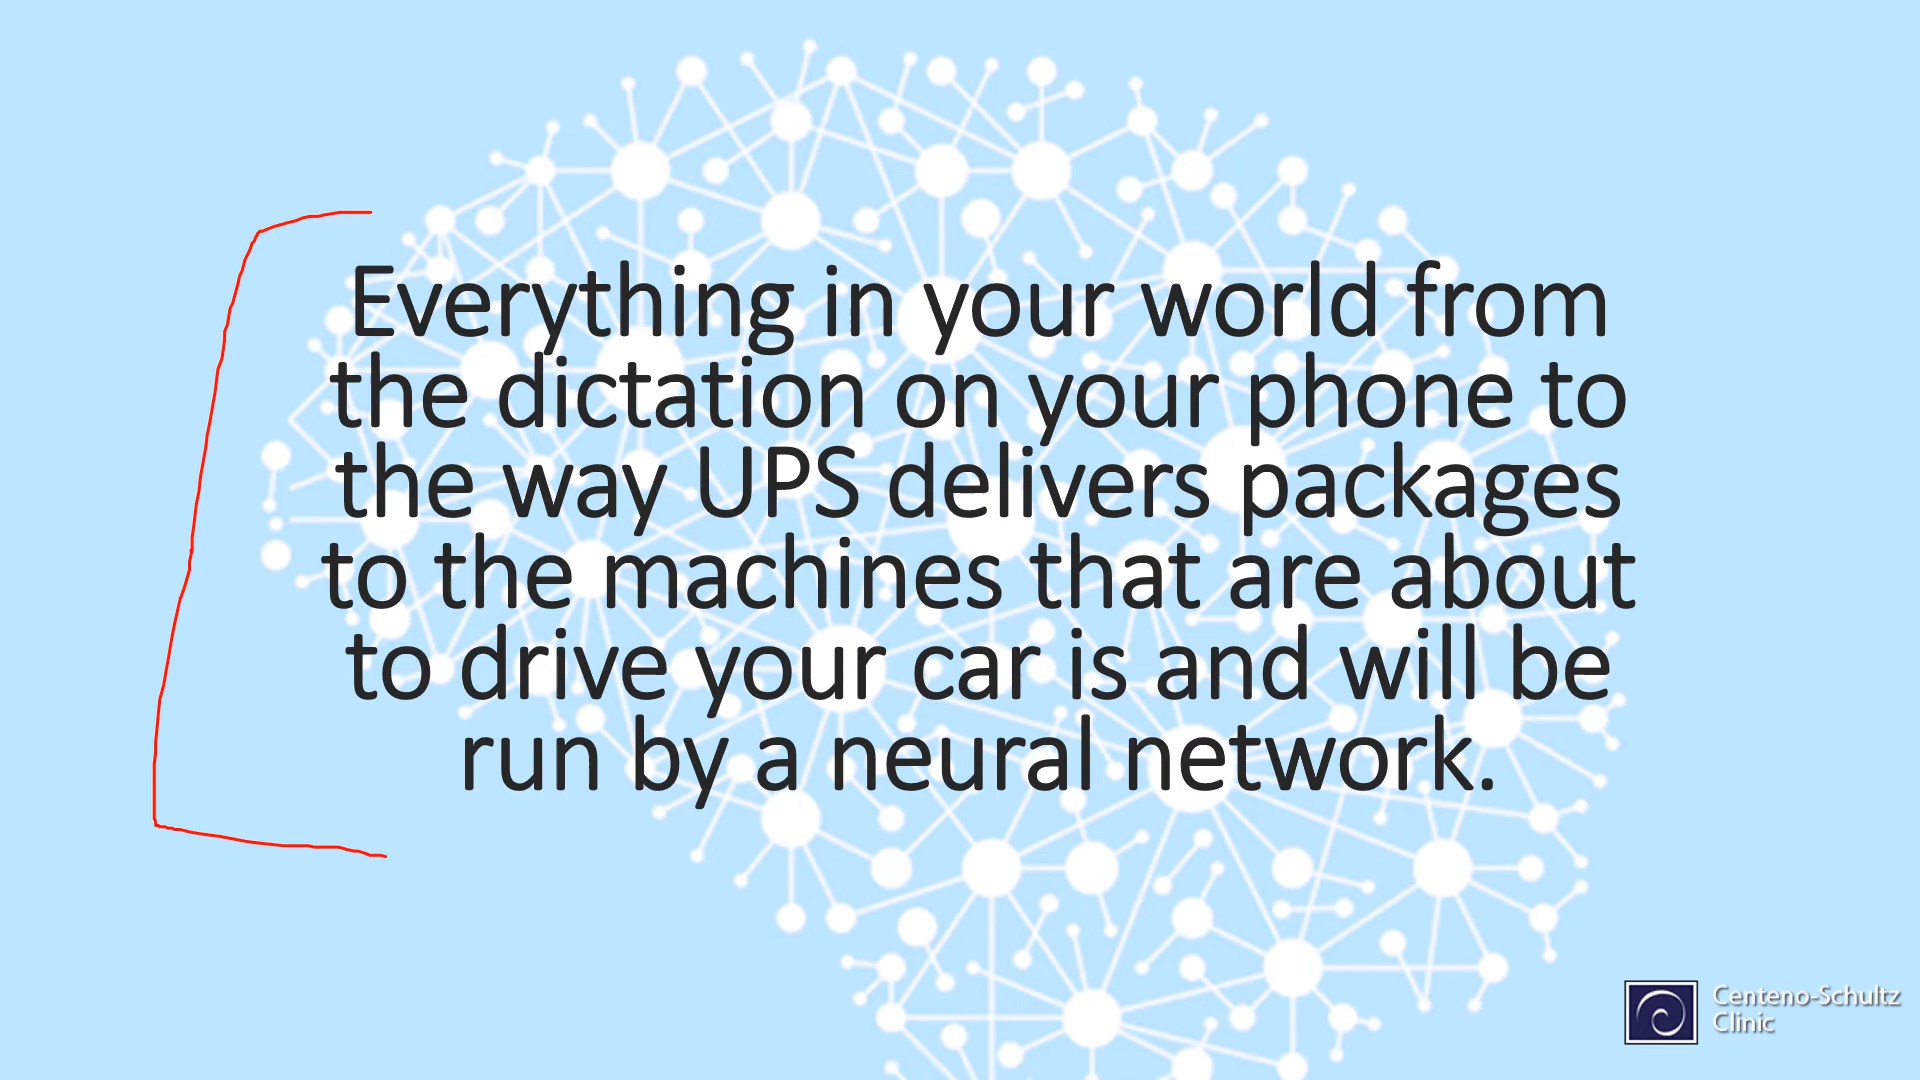 Everything in your world from
the dictation on your phone to
the way UPS delivers packages
to the machines that are about
to drive your car is and will be
run by a neural network.
Centeno-Schultz
Clinic